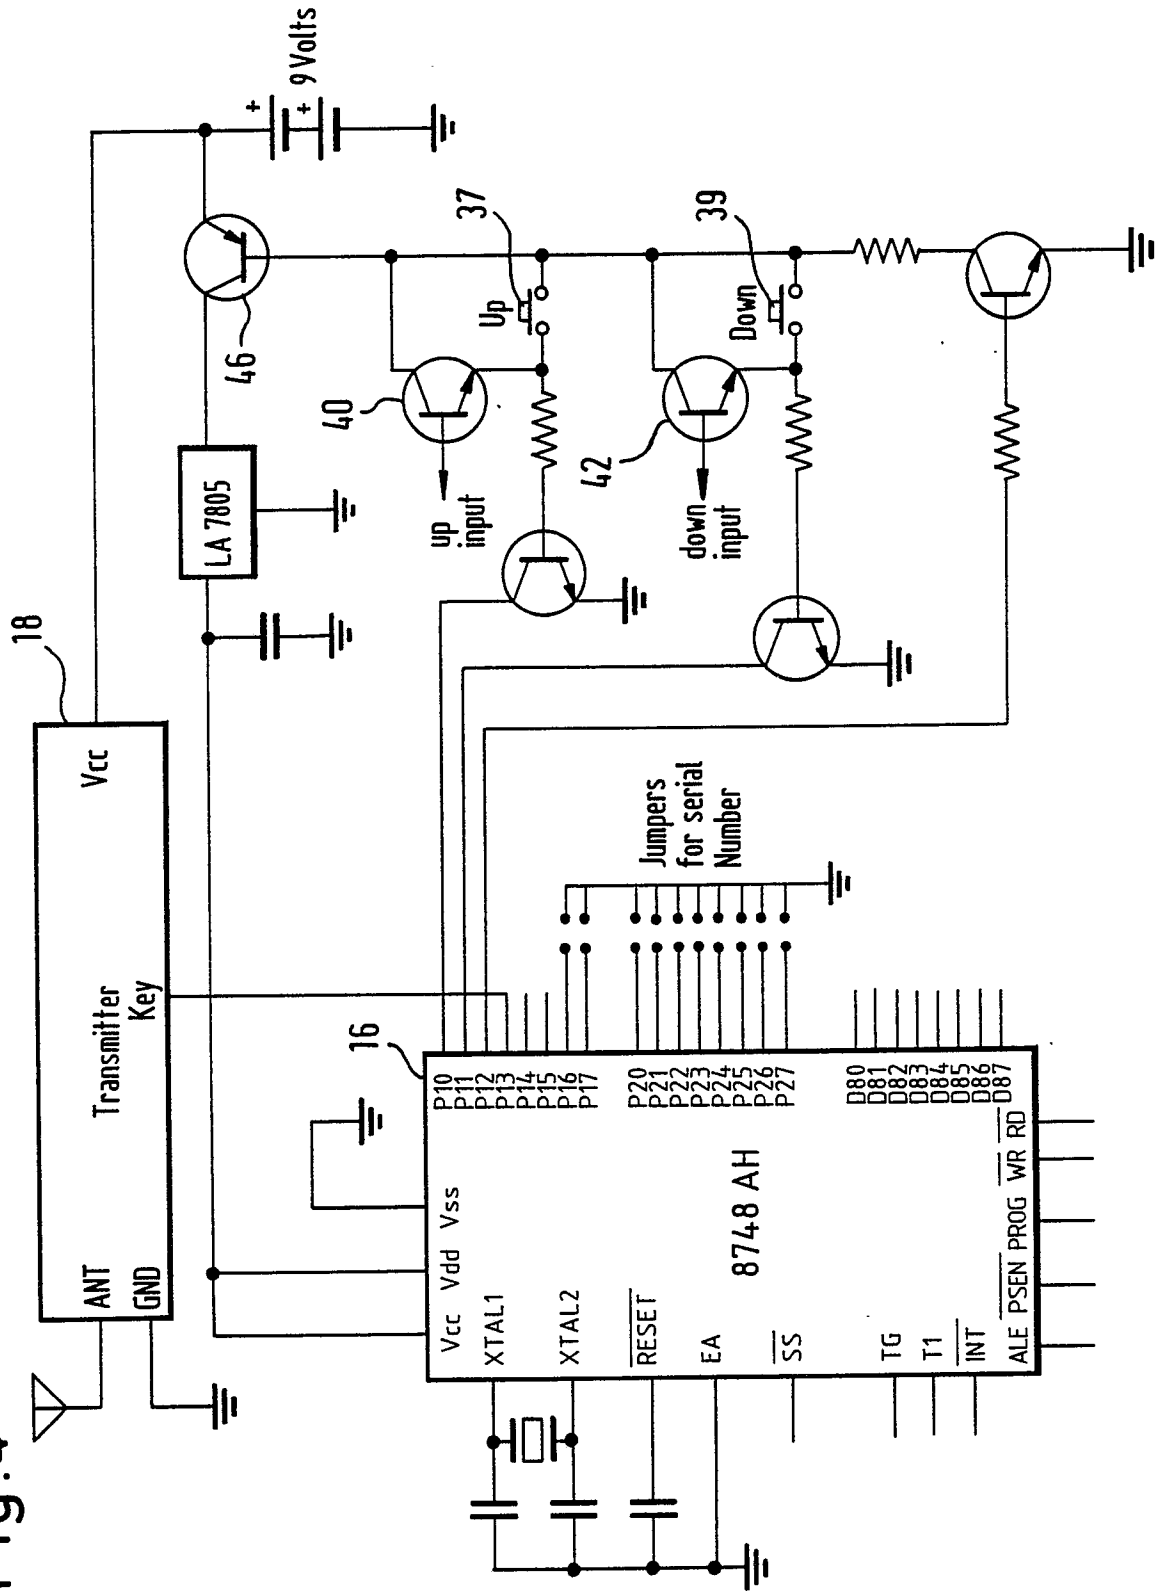 Fig.4
18
Transmitter
Vcc
ANT
GND
Key
LA 7805
46
+
+
9 Volts
40
up
input
Up
37
42
down
input
Down
39
16
8748 AH
Vcc
Vdd
Vss
XTAL1
XTAL2
RESET
EA
SS
TG
T1
INT
ALE
PSEN
PROG
WR
RD
P10
P11
P12
P13
P14
P15
P16
P17
P20
P21
P22
P23
P24
P25
P26
P27
D80
D81
D82
D83
D84
D85
D86
D87
Jumpers
for serial
Number